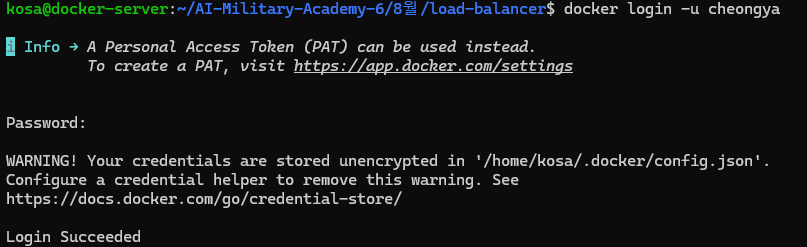 kosa@docker-server:~/AI-Military-Academy-6/8월/load-balancer$ docker login -u cheongya
i Info → A Personal Access Token (PAT) can be used instead.
To create a PAT, visit https://app.docker.com/settings
Password:
WARNING! Your credentials are stored unencrypted in '/home/kosa/.docker/config.json'.
Configure a credential helper to remove this warning. See
https://docs.docker.com/go/credential-store/
Login Succeeded